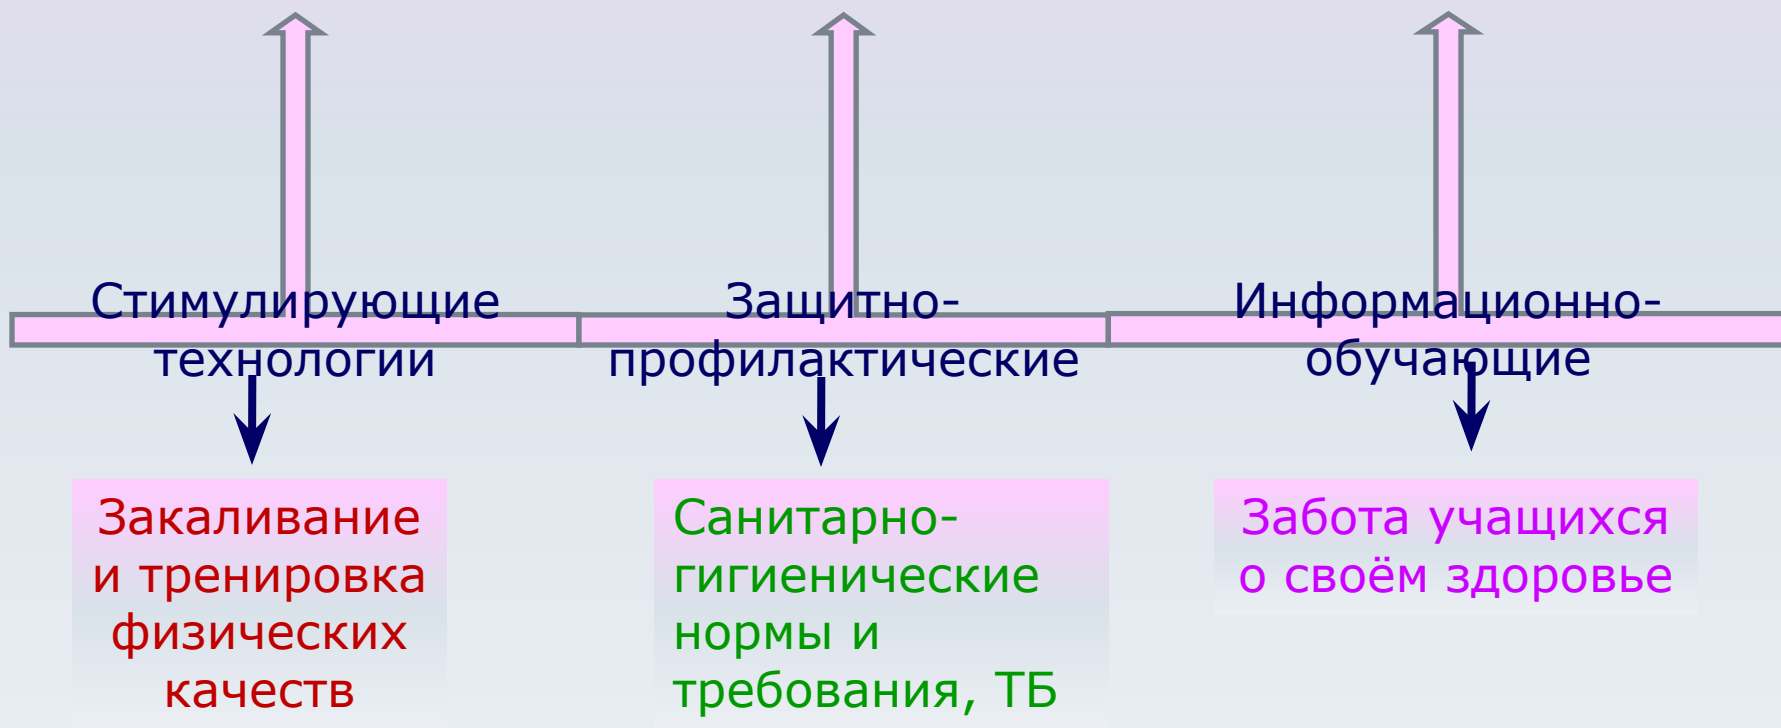 Стимулирующие
технологии
Защитно-
профилактические
Информационно-
обучающие
Закаливание
и тренировка
физических
качеств
Санитарно-
гигиенические
нормы и
требования, ТБ
Забота учащихся
о своём здоровье